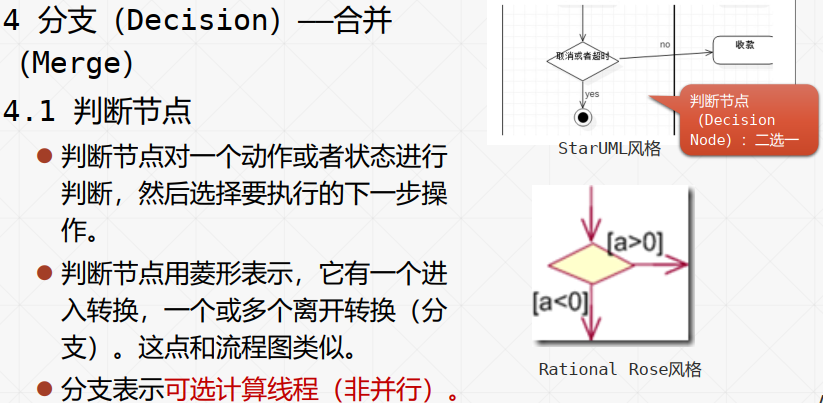 4 分支（Decision）——合并
（Merge）
4.1 判断节点
判断节点对一个动作或者状态进行
判断，然后选择要执行的下一步操
作。
判断节点用菱形表示，它有一个进
入转换，一个或多个离开转换（分
支）。这点和流程图类似。
分支表示可选计算线程（非并行）。
取消或者超时
no
收款
yes
判断节点
（Decision
Node）：二选一
StarUML风格
[a>0]
[a<0]
Rational Rose风格